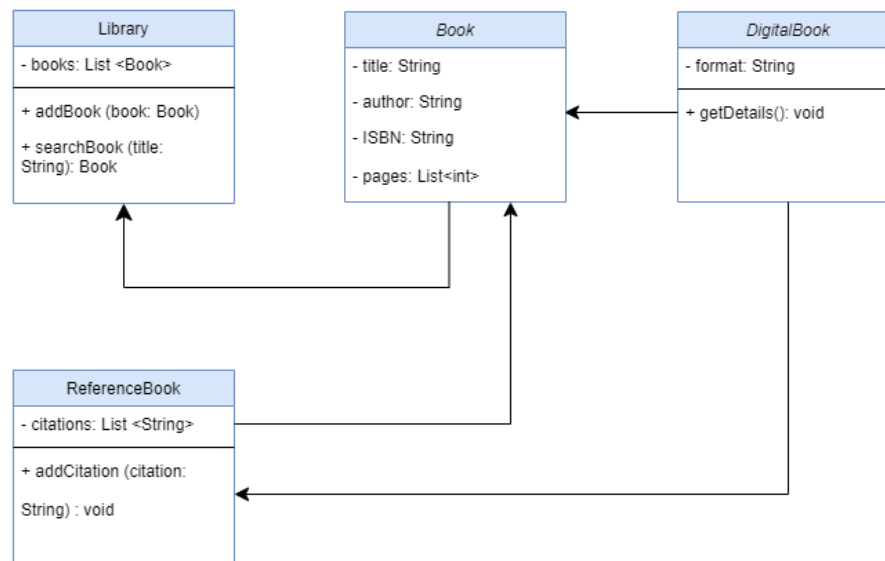 Library
- books: List <Book>
+ addBook (book: Book)
+ searchBook (title:
String): Book
Book
- title: String
- author: String
- ISBN: String
- pages: List<int>
DigitalBook
- format: String
+ getDetails(): void
ReferenceBook
- citations: List <String>
+ addCitation (citation:
String) : void